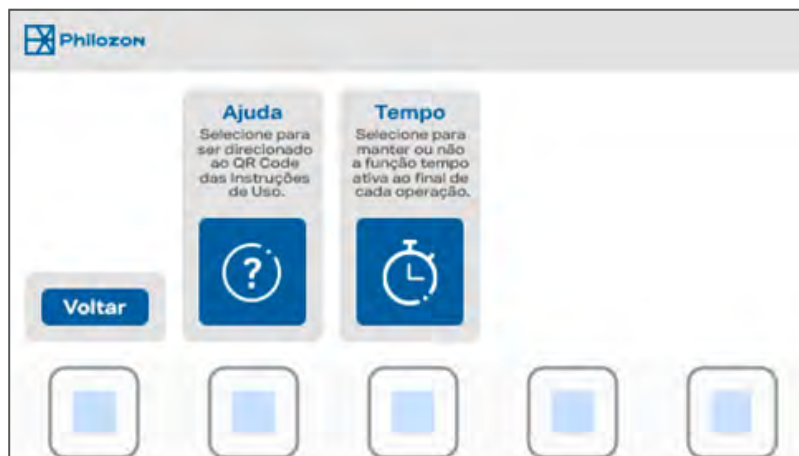 Philozon
Ajuda
Selecione para
ser direcionado
ao QR Code
das Instruções
de Uso.
Tempo
Selecione para
manter ou não
a função tempo
ativa ao final de
cada operação.
?
Voltar